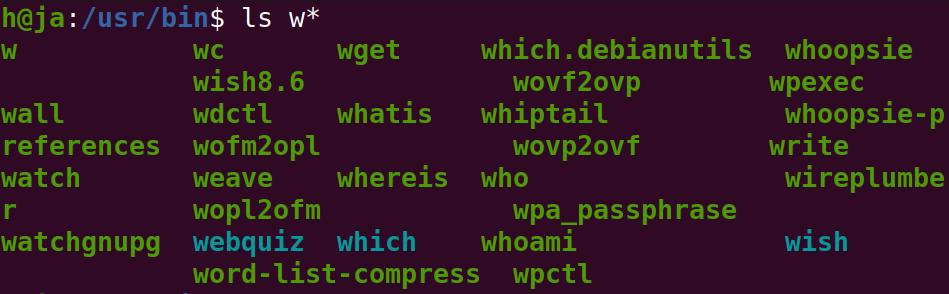 h@ja:/usr/bin$ ls w*
w           wc       wget     which.debianutils  whoopsie
            wish8.6             wovf2ovp        wpexec
wall        wdctl    whatis   whiptail           whoopsie-p
references  wofm2opl            wovp2ovf        write
watch       weave    whereis  who                wireplumbe
r           wopl2ofm            wpa_passphrase
watchgnupg  webquiz  which    whoami             wish
            word-list-compress  wpctl